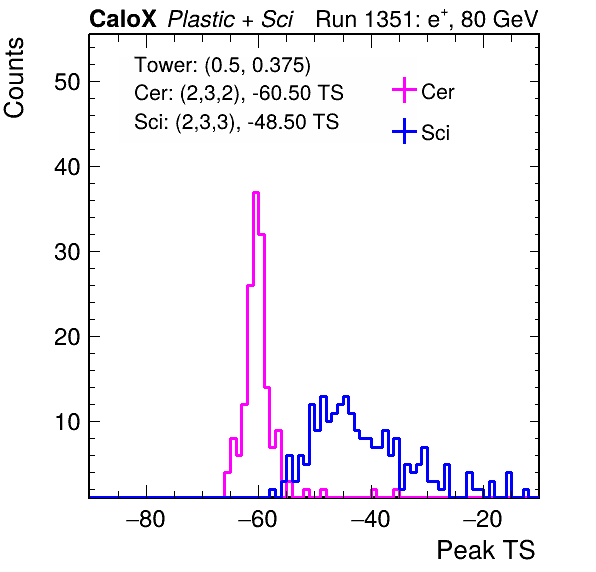 CaloX Plastic + Sci Run 1351: e+, 80 GeV
Counts
Tower: (0.5, 0.375)
Cer: (2,3,2), -60.50 TS
Sci: (2,3,3), -48.50 TS
Cer
Sci
50
40
30
20
10
−80 −60 −40 −20
Peak TS